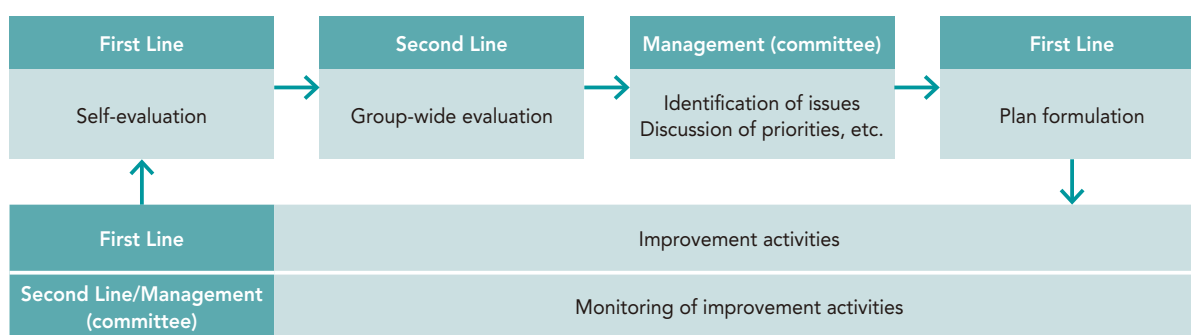 First Line
Self-evaluation
Second Line
Group-wide evaluation
Management (committee)
Identification of issues
Discussion of priorities, etc.
First Line
Plan formulation
First Line
Improvement activities
Second Line/Management
(committee)
Monitoring of improvement activities